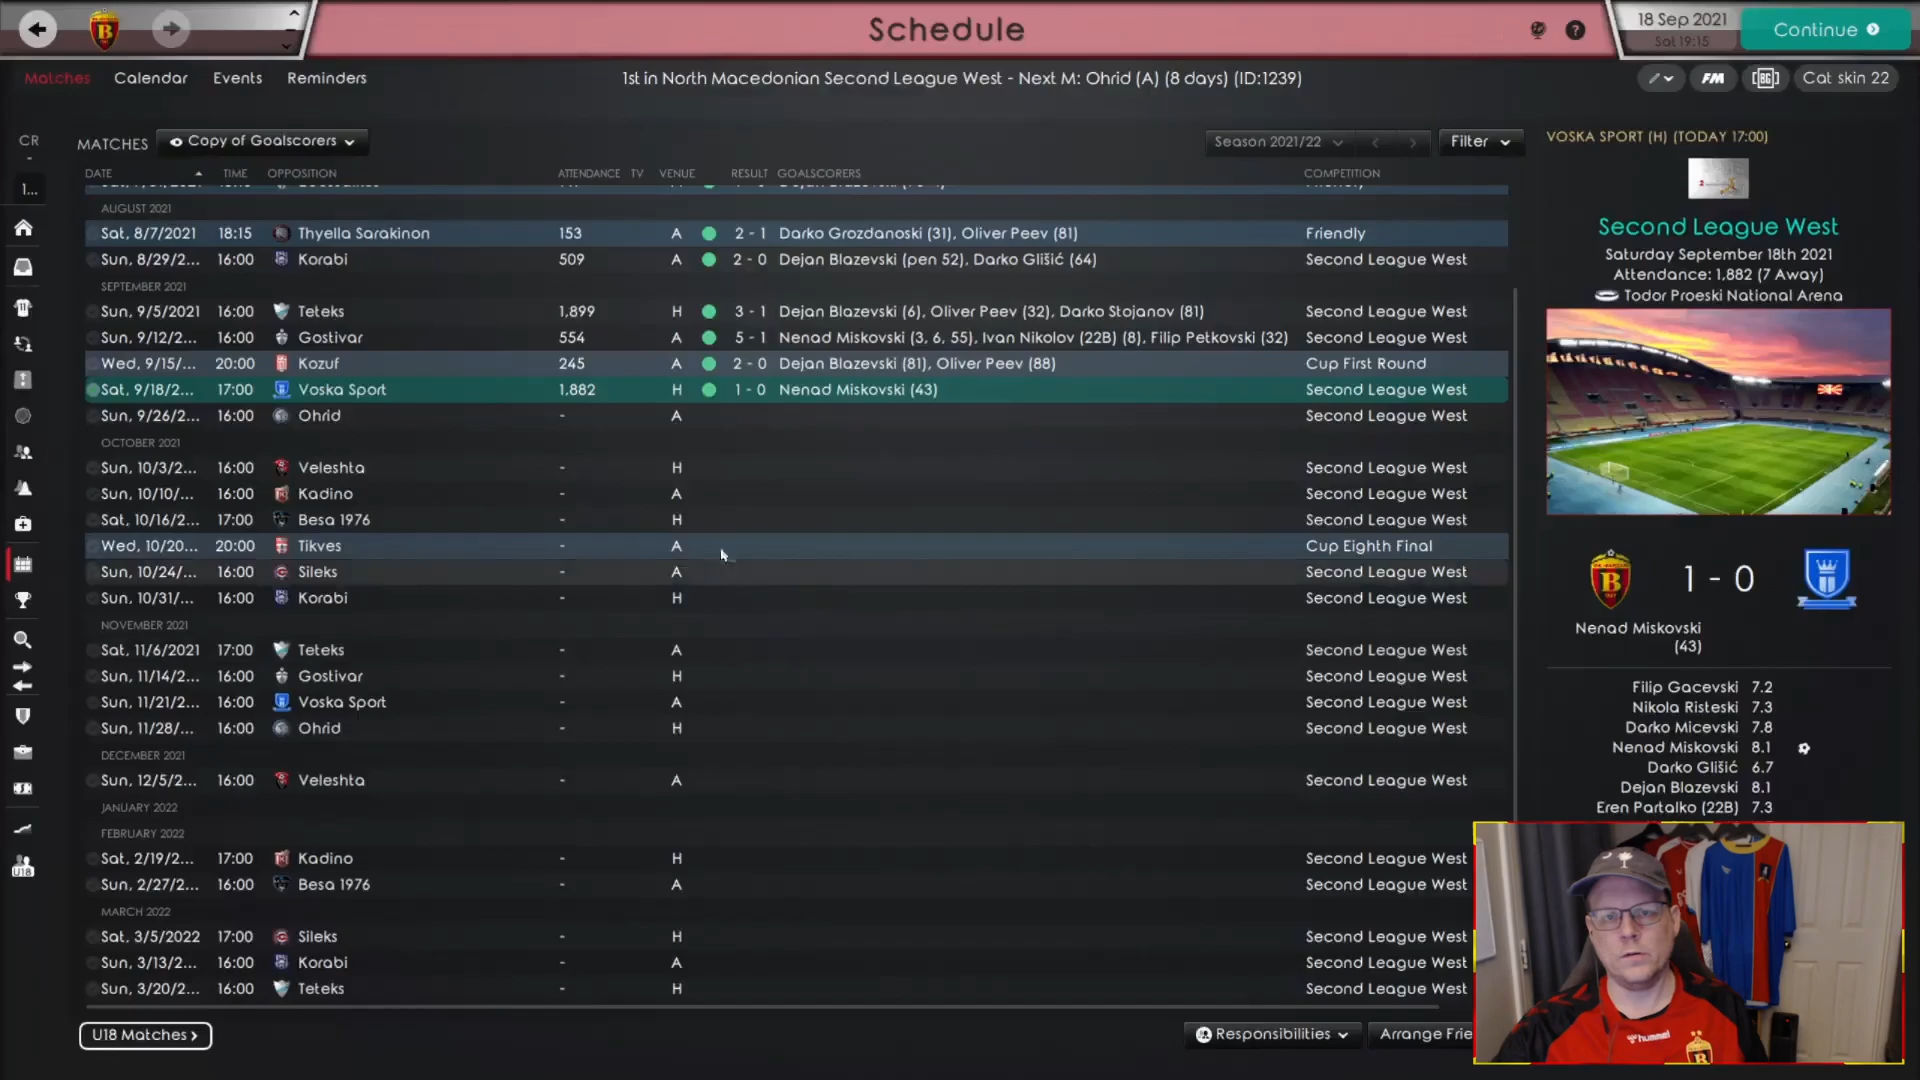 Schedule
18 Sep 2021
Sat 19:15
Continue
Matches Calendar Events Reminders
1st in North Macedonian Second League West - Next M: Ohrid (A) (8 days) (ID:1239)
FM
Cat skin 22
CR
-
1...
MATCHES Copy of Goalscorers
Season 2021/22
Filter
DATE TIME OPPOSITION ATTENDANCE TV VENUE RESULT GOALSCORERS COMPETITION
AUGUST 2021
Sat, 8/7/2021 18:15 Thyella Sarakinon 153 A 2 - 1 Darko Grozdanoski (31), Oliver Peev (81) Friendly
Sun, 8/29/2... 16:00 Korabi 509 A 2 - 0 Dejan Blazevski (pen 52), Darko Glišić (64) Second League West
SEPTEMBER 2021
Sun, 9/5/2021 16:00 Teteks 1,899 H 3 - 1 Dejan Blazevski (6), Oliver Peev (32), Darko Stojanov (81) Second League West
Sun, 9/12/2... 16:00 Gostivar 554 A 5 - 1 Nenad Miskovski (3, 6, 55), Ivan Nikolov (22B) (8), Filip Petkovski (32) Second League West
Wed, 9/15/... 20:00 Kozuf 245 A 2 - 0 Dejan Blazevski (81), Oliver Peev (88) Cup First Round
Sat, 9/18/2... 17:00 Voska Sport 1,882 H 1 - 0 Nenad Miskovski (43) Second League West
Sun, 9/26/2... 16:00 Ohrid - A Second League West
OCTOBER 2021
Sun, 10/3/2... 16:00 Veleshta - H Second League West
Sun, 10/10/... 16:00 Kadino - A Second League West
Sat, 10/16/2... 17:00 Besa 1976 - H Second League West
Wed, 10/20... 20:00 Tikves - A Cup Eighth Final
Sun, 10/24/... 16:00 Sileks - A Second League West
Sun, 10/31/... 16:00 Korabi - H Second League West
NOVEMBER 2021
Sat, 11/6/2021 17:00 Teteks - A Second League West
Sun, 11/14/2... 16:00 Gostivar - H Second League West
Sun, 11/21/2... 16:00 Voska Sport - A Second League West
Sun, 11/28/... 16:00 Ohrid - H Second League West
DECEMBER 2021
Sun, 12/5/2... 16:00 Veleshta - A Second League West
JANUARY 2022
FEBRUARY 2022
Sat, 2/19/2... 17:00 Kadino - H Second League West
Sun, 2/27/2... 16:00 Besa 1976 - A Second League West
MARCH 2022
Sat, 3/5/2022 17:00 Sileks - H Second League West
Sun, 3/13/2... 16:00 Korabi - A Second League West
Sun, 3/20/2... 16:00 Teteks - H Second League West
U18 Matches >
Responsibilities
Arrange Frie
U18
VOSKA SPORT (H) (TODAY 17:00)
Second League West
Saturday September 18th 2021
Attendance: 1,882 (7 Away)
Todor Proeski National Arena
1 - 0
Nenad Miskovski
(43)
Filip Gacevski 7.2
Nikola Risteski 7.3
Darko Micevski 7.8
Nenad Miskovski 8.1
Darko Glišić 6.7
Dejan Blazevski 8.1
Eren Partalko (22B) 7.3
hummel